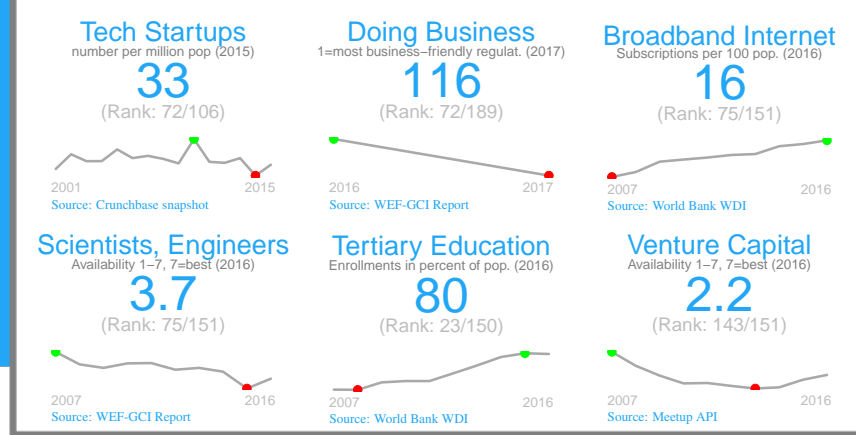 Tech Startups
number per million pop (2015)
33
(Rank: 72/106)
2001 2015
Source: Crunchbase snapshot
Doing Business
1=most business−friendly regulat. (2017)
116
(Rank: 72/189)
2016 2017
Source: WEF-GCI Report
Broadband Internet
Subscriptions per 100 pop. (2016)
16
(Rank: 75/151)
2007 2016
Source: World Bank WDI
Scientists, Engineers
Availability 1−7, 7=best (2016)
3.7
(Rank: 75/151)
2007 2016
Source: WEF-GCI Report
Tertiary Education
Enrollments in percent of pop. (2016)
80
(Rank: 23/150)
2007 2016
Source: World Bank WDI
Venture Capital
Availability 1−7, 7=best (2016)
2.2
(Rank: 143/151)
2007 2016
Source: Meetup API